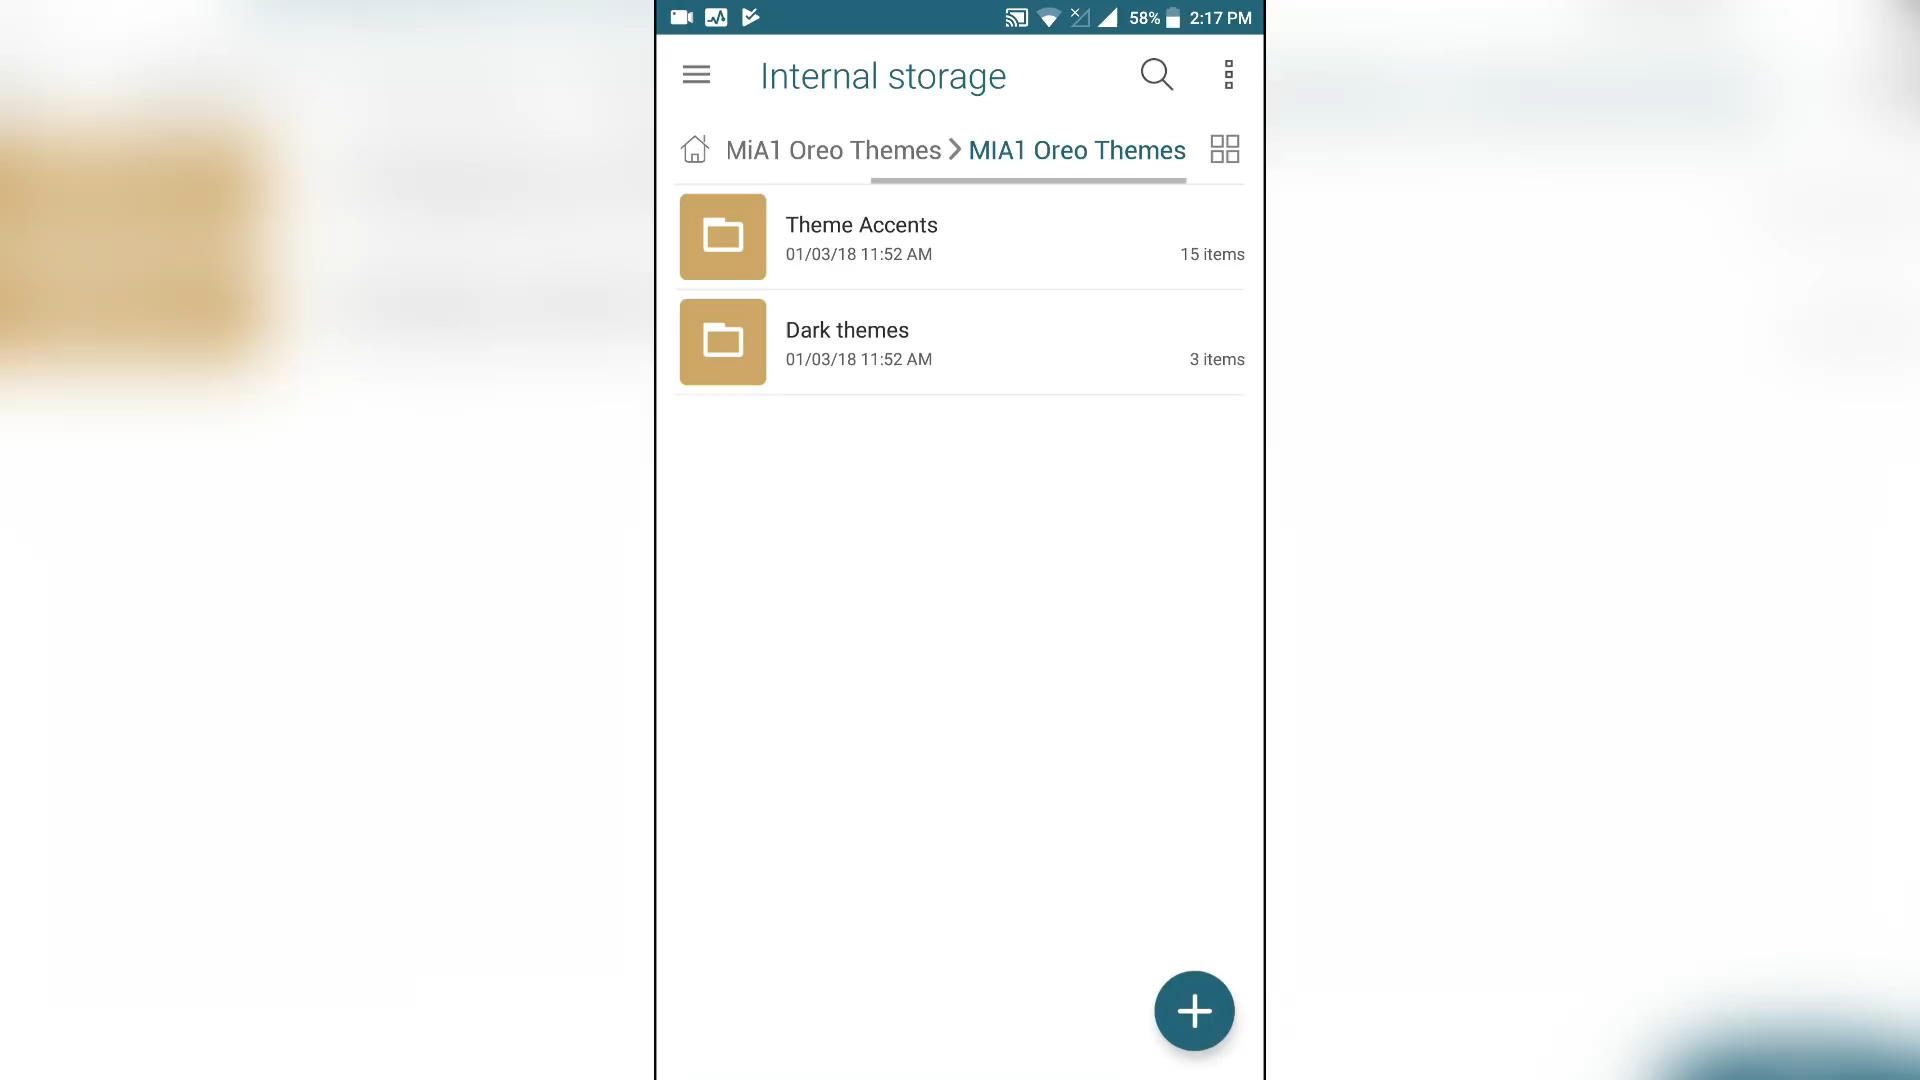 58% 2:17 PM
Internal storage
MiA1 Oreo Themes > MIA1 Oreo Themes
Theme Accents
01/03/18 11:52 AM 15 items
Dark themes
01/03/18 11:52 AM 3 items